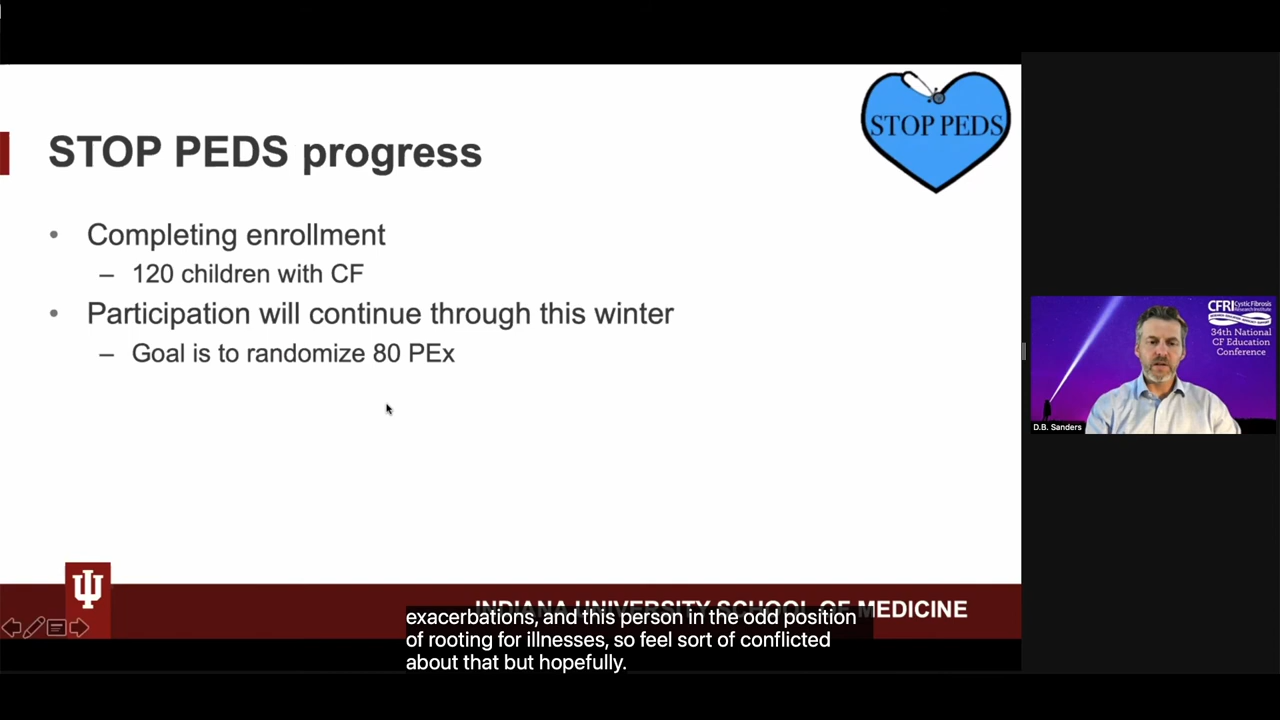 STOP PEDS
STOP PEDS progress
• Completing enrollment
– 120 children with CF
• Participation will continue through this winter
– Goal is to randomize 80 PEx
CFRI Cystic Fibrosis
Research Institute
34th National
CF Education
Conference
D.B. Sanders
INDIANA UNIVERSITY SCHOOL OF MEDICINE
exacerbations, and this person in the odd position
of rooting for illnesses, so feel sort of conflicted
about that but hopefully.